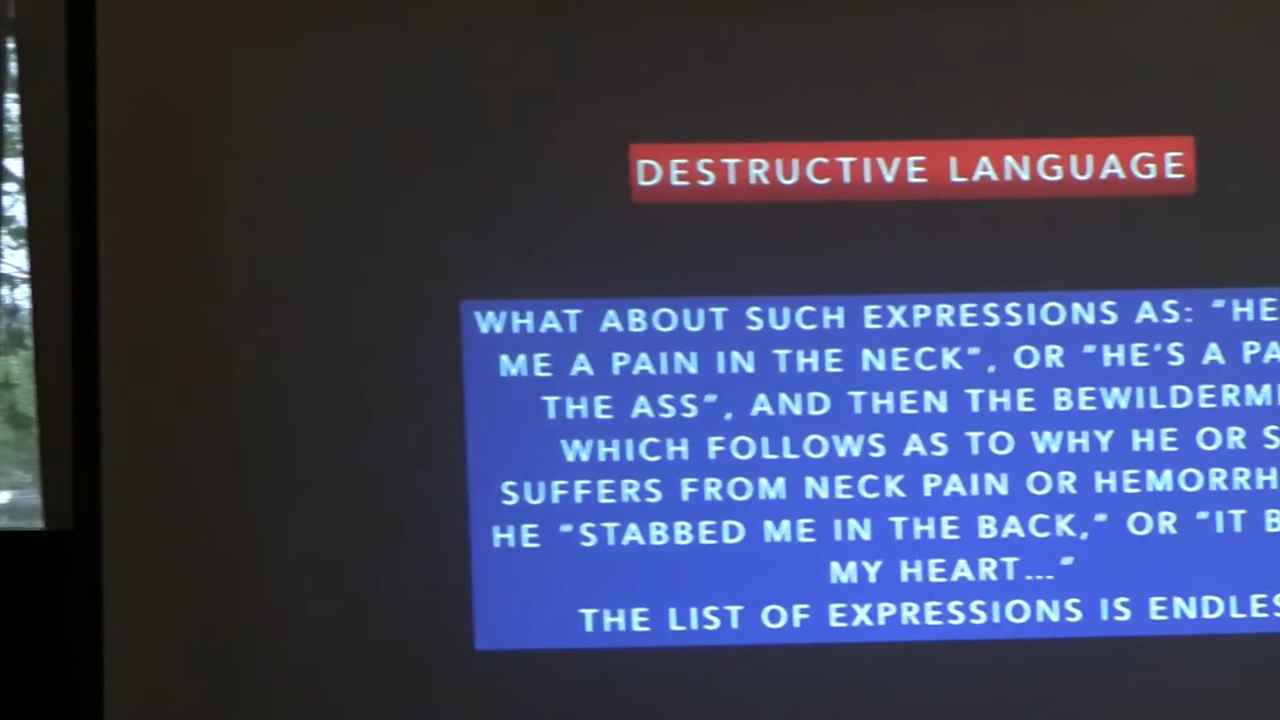 DESTRUCTIVE LANGUAGE
WHAT ABOUT SUCH EXPRESSIONS AS: "HE
ME A PAIN IN THE NECK", OR "HE'S A PA
THE ASS", AND THEN THE BEWILDERM
WHICH FOLLOWS AS TO WHY HE OR S
SUFFERS FROM NECK PAIN OR HEMORRH
HE "STABBED ME IN THE BACK," OR "IT B
MY HEART..."
THE LIST OF EXPRESSIONS IS ENDLES